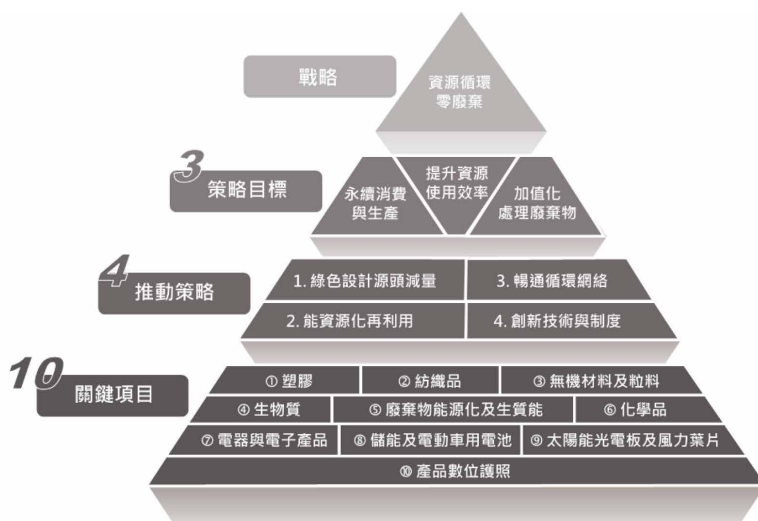 戰略
資源循環
零廢棄
3 策略目標
永續消費
與生產
提升資源
使用效率
加值化
處理廢棄物
4 推動策略
1. 綠色設計源頭減量
3. 暢通循環網絡
2. 能資源化再利用
4. 創新技術與制度
10 關鍵項目
① 塑膠
② 紡織品
③ 無機材料及粒料
④ 生物質
⑤ 廢棄物能源化及生質能
⑥ 化學品
⑦ 電器與電子產品
⑧ 儲能及電動車用電池
⑨ 太陽能光電板及風力葉片
⑩ 產品數位護照